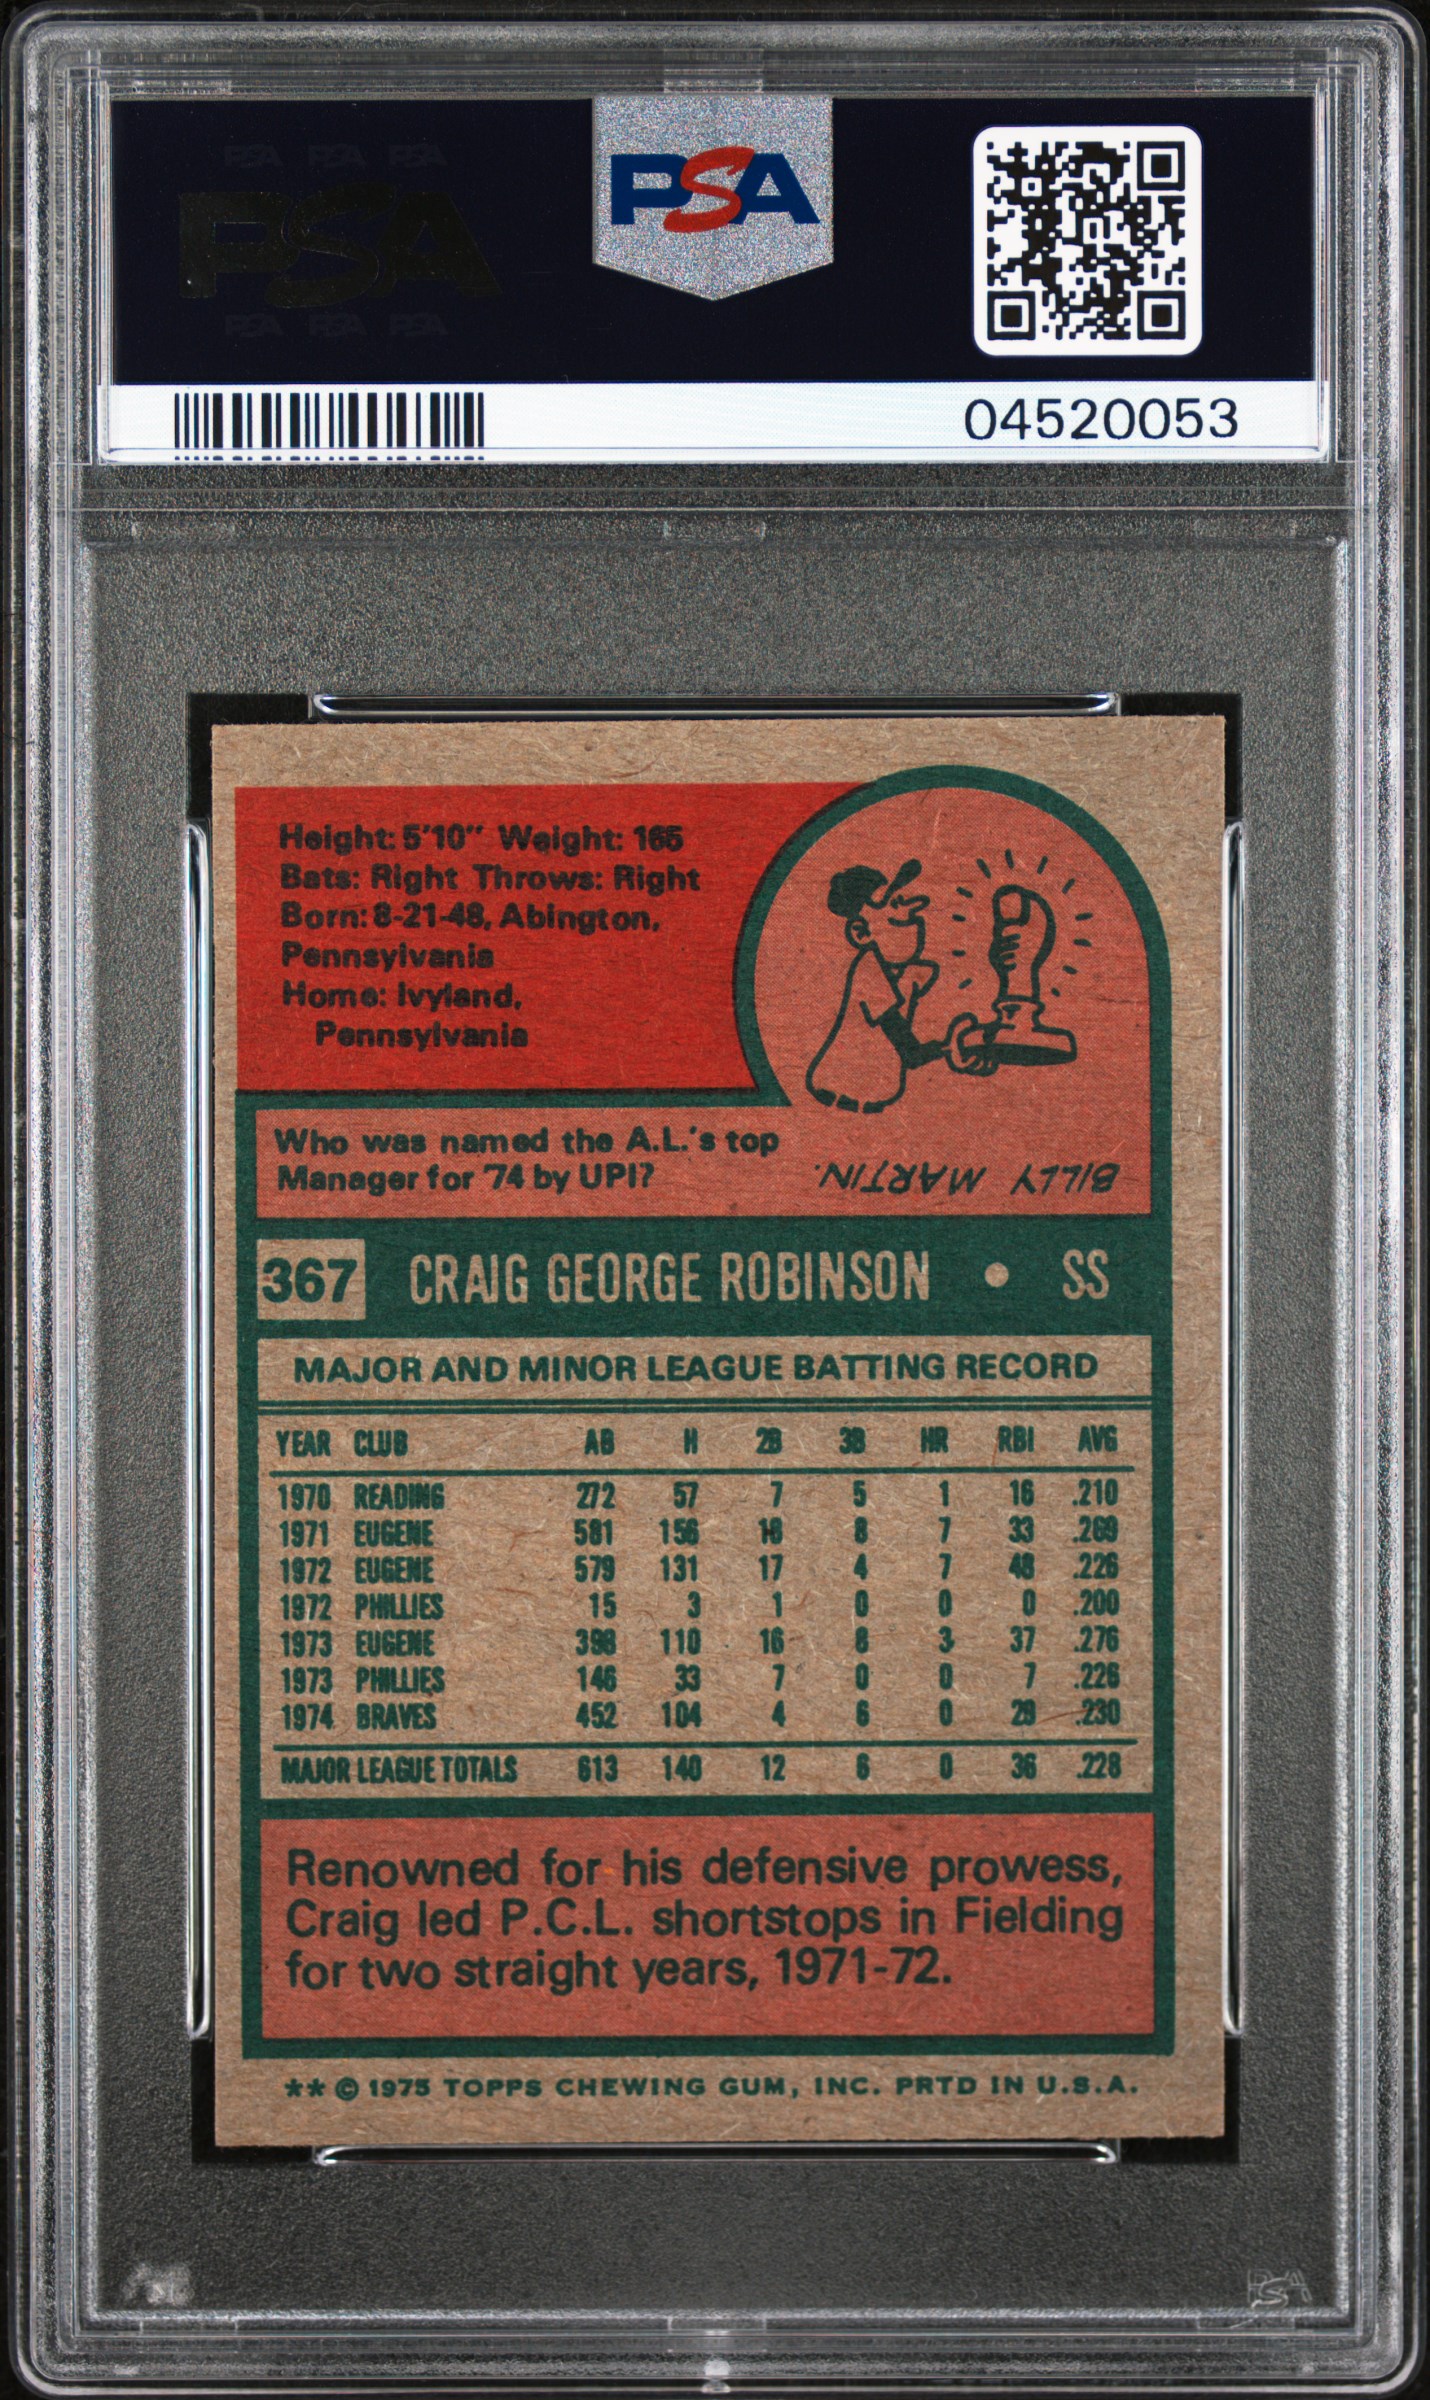 PSA PSA PSA
PSA
PSA PSA PSA
PSA
04520053
Height: 5'10" Weight: 165
Bats: Right Throws: Right
Born: 8-21-48, Abington,
Pennsylvania
Home: Ivyland,
Pennsylvania
Who was named the A.L.'s top
Manager for '74 by UPI?
BILLY MARTIN.
367 CRAIG GEORGE ROBINSON • SS
MAJOR AND MINOR LEAGUE BATTING RECORD
YEAR CLUB AB H 2B 3B HR RBI AVG
1970 READING 272 57 7 5 1 16 .210
1971 EUGENE 581 156 18 8 7 33 .269
1972 EUGENE 579 131 17 4 7 48 .226
1972 PHILLIES 15 3 1 0 0 0 .200
1973 EUGENE 398 110 16 8 3 37 .276
1973 PHILLIES 146 33 7 0 0 7 .226
1974 BRAVES 452 104 4 6 0 29 .230
MAJOR LEAGUE TOTALS 613 140 12 6 0 36 .228
Renowned for his defensive prowess,
Craig led P.C.L. shortstops in Fielding
for two straight years, 1971-72.
** © 1975 TOPPS CHEWING GUM, INC. PRTD IN U.S.A.
PSA